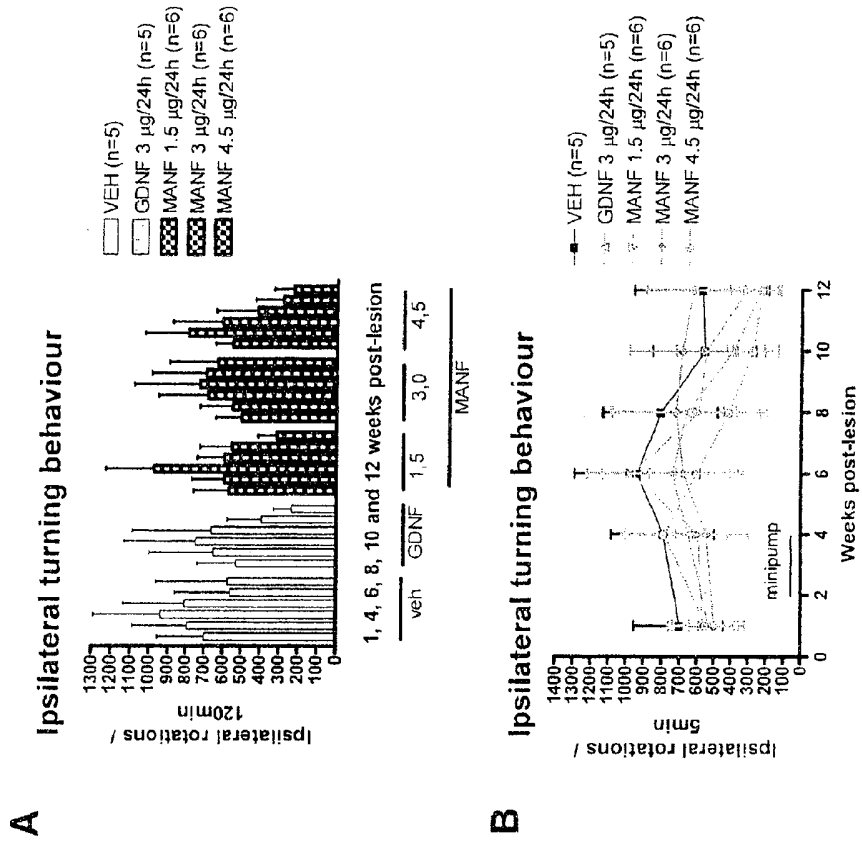 A
Ipsilateral turning behaviour
Ipsilateral rotations /
120min
1300
1200
1100
1000
900
800
700
600
500
400
300
200
100
0
veh
GDNF
1,5
3,0
4,5
MANF
1, 4, 6, 8, 10 and 12 weeks post-lesion
VEH (n=5)
GDNF 3 µg/24h (n=5)
MANF 1.5 µg/24h (n=6)
MANF 3 µg/24h (n=6)
MANF 4.5 µg/24h (n=6)
B
Ipsilateral turning behaviour
Ipsilateral rotations /
5min
1400
1300
1200
1100
1000
900
800
700
600
500
400
300
200
100
0
minipump
0 2 4 6 8 10 12
Weeks post-lesion
VEH (n=5)
GDNF 3 µg/24h (n=5)
MANF 1.5 µg/24h (n=6)
MANF 3 µg/24h (n=6)
MANF 4.5 µg/24h (n=6)